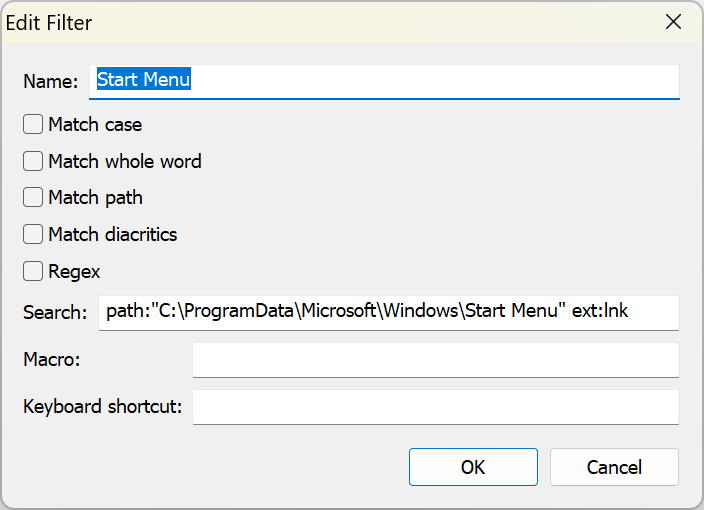 Edit Filter
Name: Start Menu
Match case
Match whole word
Match path
Match diacritics
Regex
Search: path:"C:\ProgramData\Microsoft\Windows\Start Menu" ext:lnk
Macro:
Keyboard shortcut:
OK Cancel